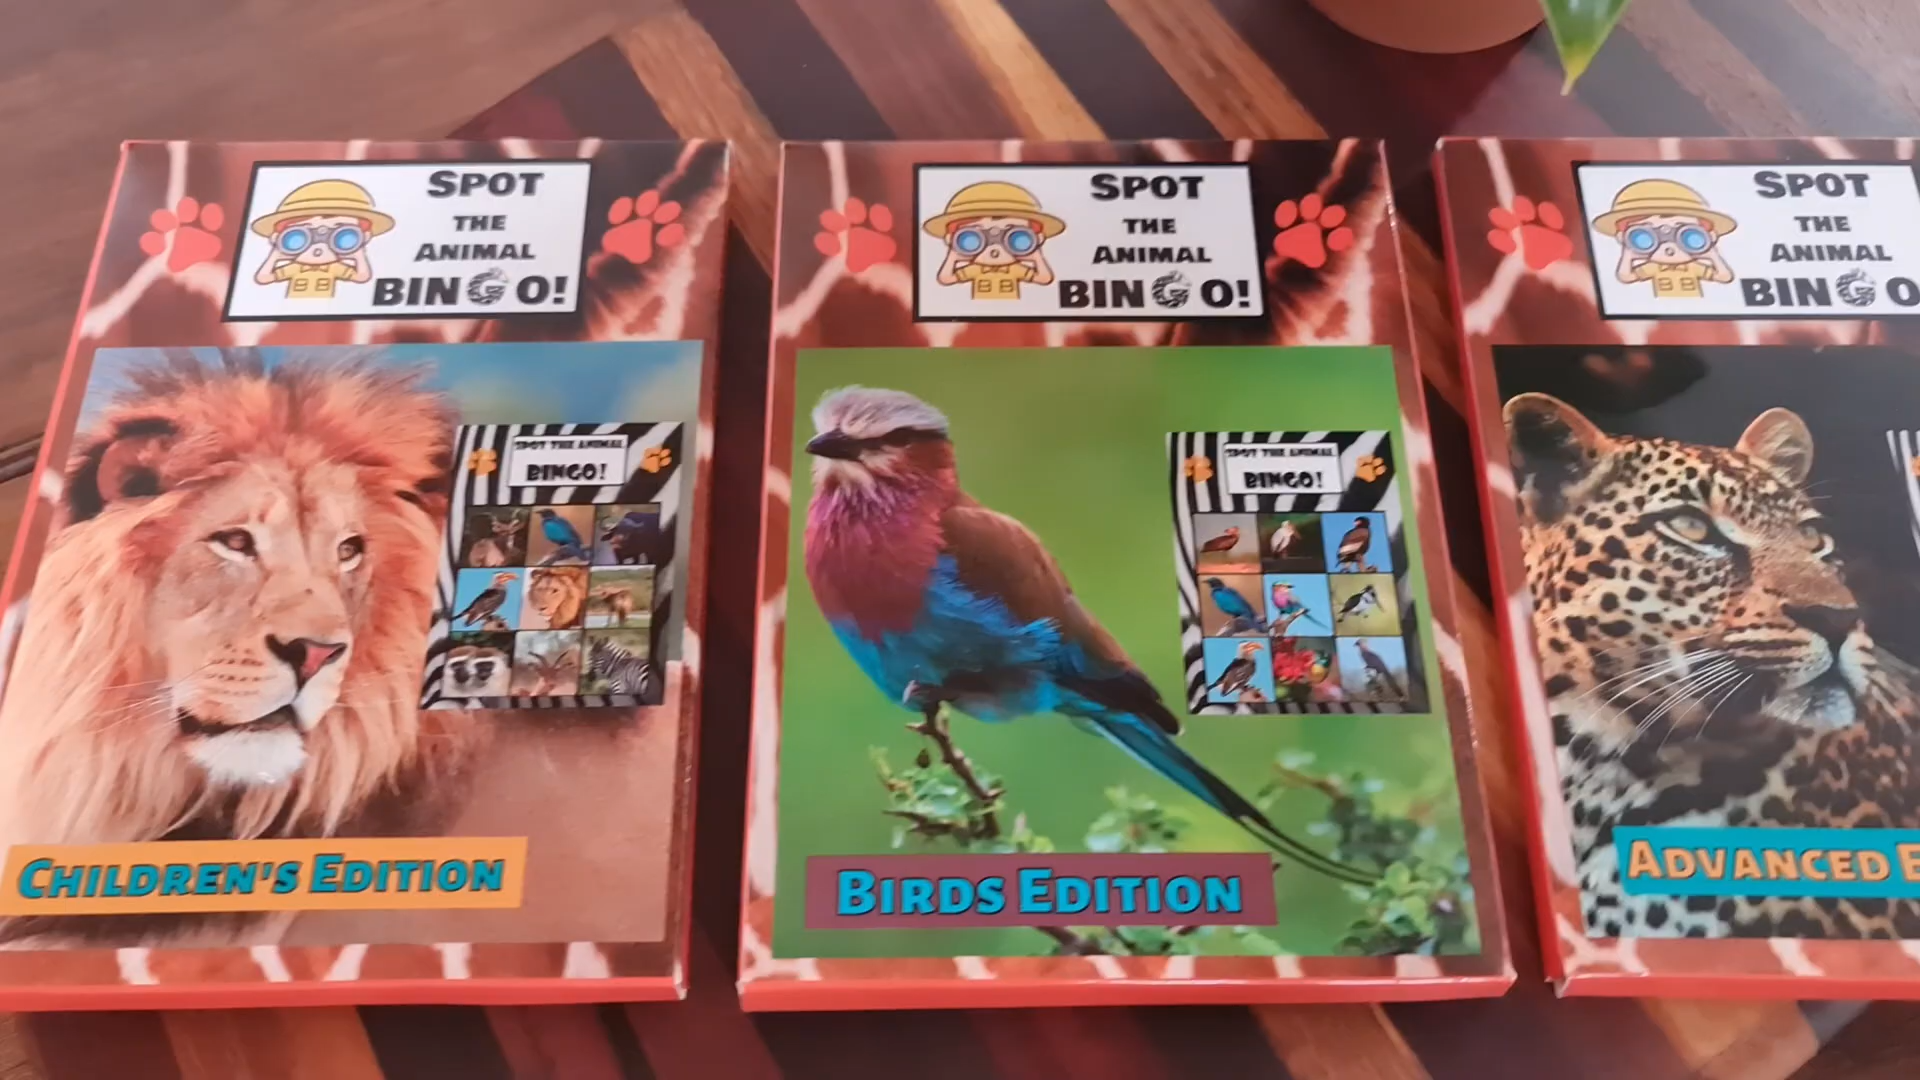 SPOT
THE
ANIMAL
BINGO!
SPOT THE ANIMAL
BINGO!
CHILDREN'S EDITION
SPOT
THE
ANIMAL
BINGO!
SPOT THE ANIMAL
BINGO!
BIRDS EDITION
SPOT
THE
ANIMAL
BINGO
ADVANCED E